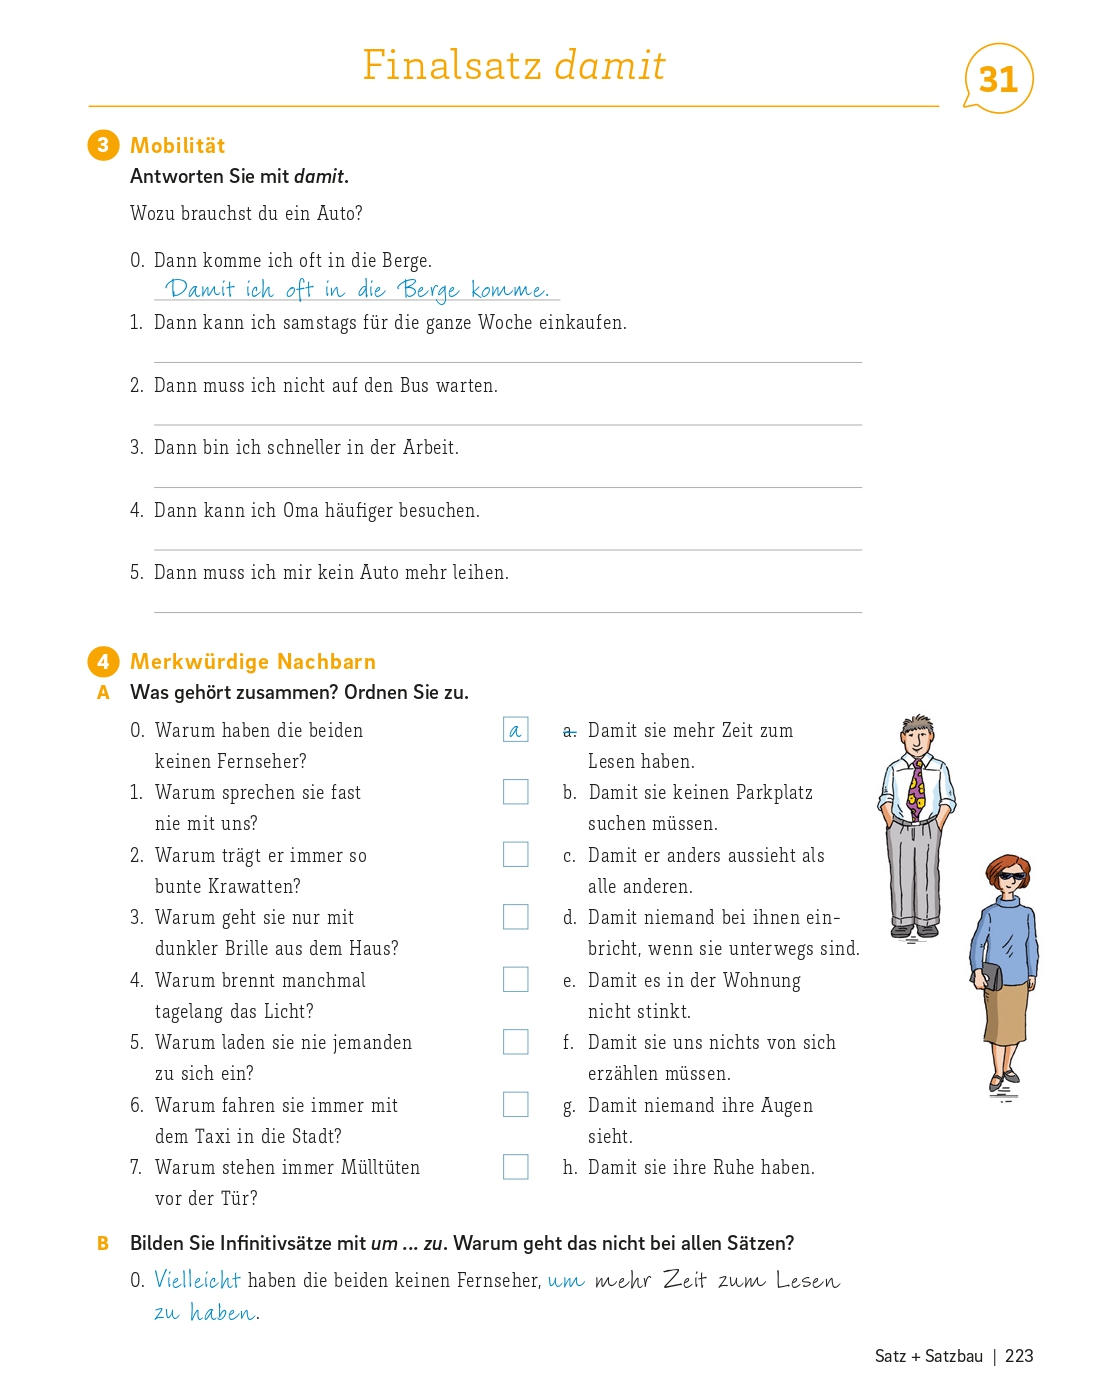 Finalsatz damit
31
3 Mobilität
Antworten Sie mit damit.
Wozu brauchst du ein Auto?
0. Dann komme ich oft in die Berge.
Damit ich oft in die Berge komme.
1. Dann kann ich samstags für die ganze Woche einkaufen.
2. Dann muss ich nicht auf den Bus warten.
3. Dann bin ich schneller in der Arbeit.
4. Dann kann ich Oma häufiger besuchen.
5. Dann muss ich mir kein Auto mehr leihen.
4 Merkwürdige Nachbarn
A Was gehört zusammen? Ordnen Sie zu.
0. Warum haben die beiden
keinen Fernseher?
a
1. Warum sprechen sie fast
nie mit uns?
2. Warum trägt er immer so
bunte Krawatten?
3. Warum geht sie nur mit
dunkler Brille aus dem Haus?
4. Warum brennt manchmal
tagelang das Licht?
5. Warum laden sie nie jemanden
zu sich ein?
6. Warum fahren sie immer mit
dem Taxi in die Stadt?
7. Warum stehen immer Mülltüten
vor der Tür?
a. Damit sie mehr Zeit zum
Lesen haben.
b. Damit sie keinen Parkplatz
suchen müssen.
c. Damit er anders aussieht als
alle anderen.
d. Damit niemand bei ihnen ein-
bricht, wenn sie unterwegs sind.
e. Damit es in der Wohnung
nicht stinkt.
f. Damit sie uns nichts von sich
erzählen müssen.
g. Damit niemand ihre Augen
sieht.
h. Damit sie ihre Ruhe haben.
B Bilden Sie Infinitivsätze mit um ... zu. Warum geht das nicht bei allen Sätzen?
0. Vielleicht haben die beiden keinen Fernseher, um mehr Zeit zum Lesen
zu haben.
Satz + Satzbau | 223